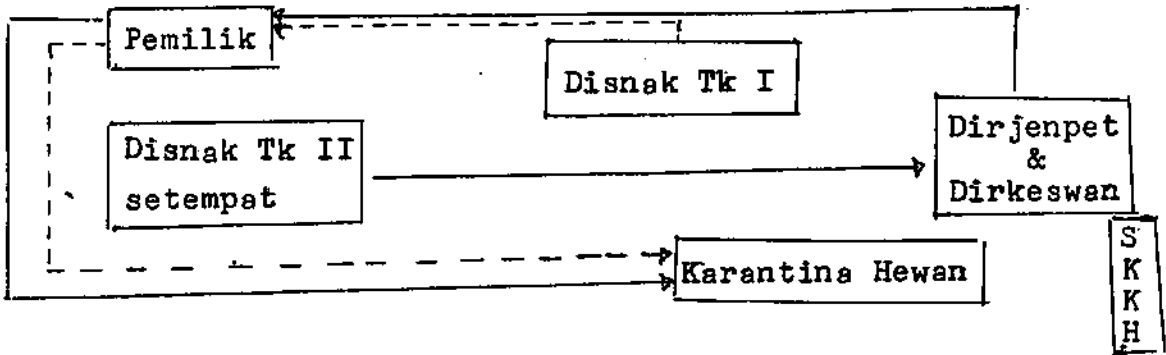 Pemilik
Disnak Tk I
Disnak Tk II
setempat
Dirjenpet
&
Dirkeswan
Karantina Hewan
S
K
K
H